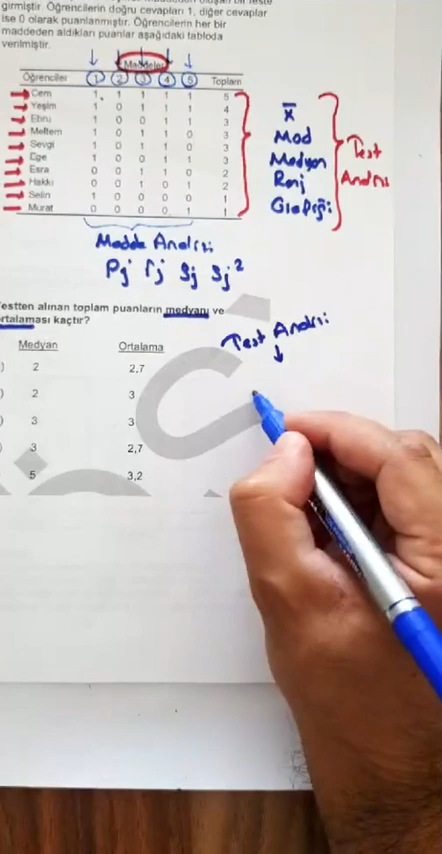 girmiştir. Öğrencilerin doğru cevapları 1, diğer cevaplar
ise 0 olarak puanlanmıştır. Öğrencilerin her bir
maddeden aldıkları puanlar aşağıdaki tabloda
verilmiştir.
Maddeler
Öğrenciler 1 2 3 4 5 Toplam
Cem 1 1 1 1 1 5
Yeşim 1 0 1 1 1 4
Ebru 1 0 0 1 1 3
Meltem 1 0 1 1 0 3
Sevgi 1 0 1 1 0 3
Ege 1 0 0 1 1 3
Esra 0 0 1 1 0 2
Hakkı 0 0 1 0 1 2
Selin 1 0 0 0 0 1
Murat 0 0 0 0 1 1
x̄
Mod
Medyan
Ranj
Test
Analizi
Madde Analizi
Pj rj Sj Sj²
Testten alınan toplam puanların medyanı ve
ortalaması kaçtır?
Test Analizi
Medyan Ortalama
) 2 2,7
) 2 3
) 3 3
) 3 2,7
5 3,2